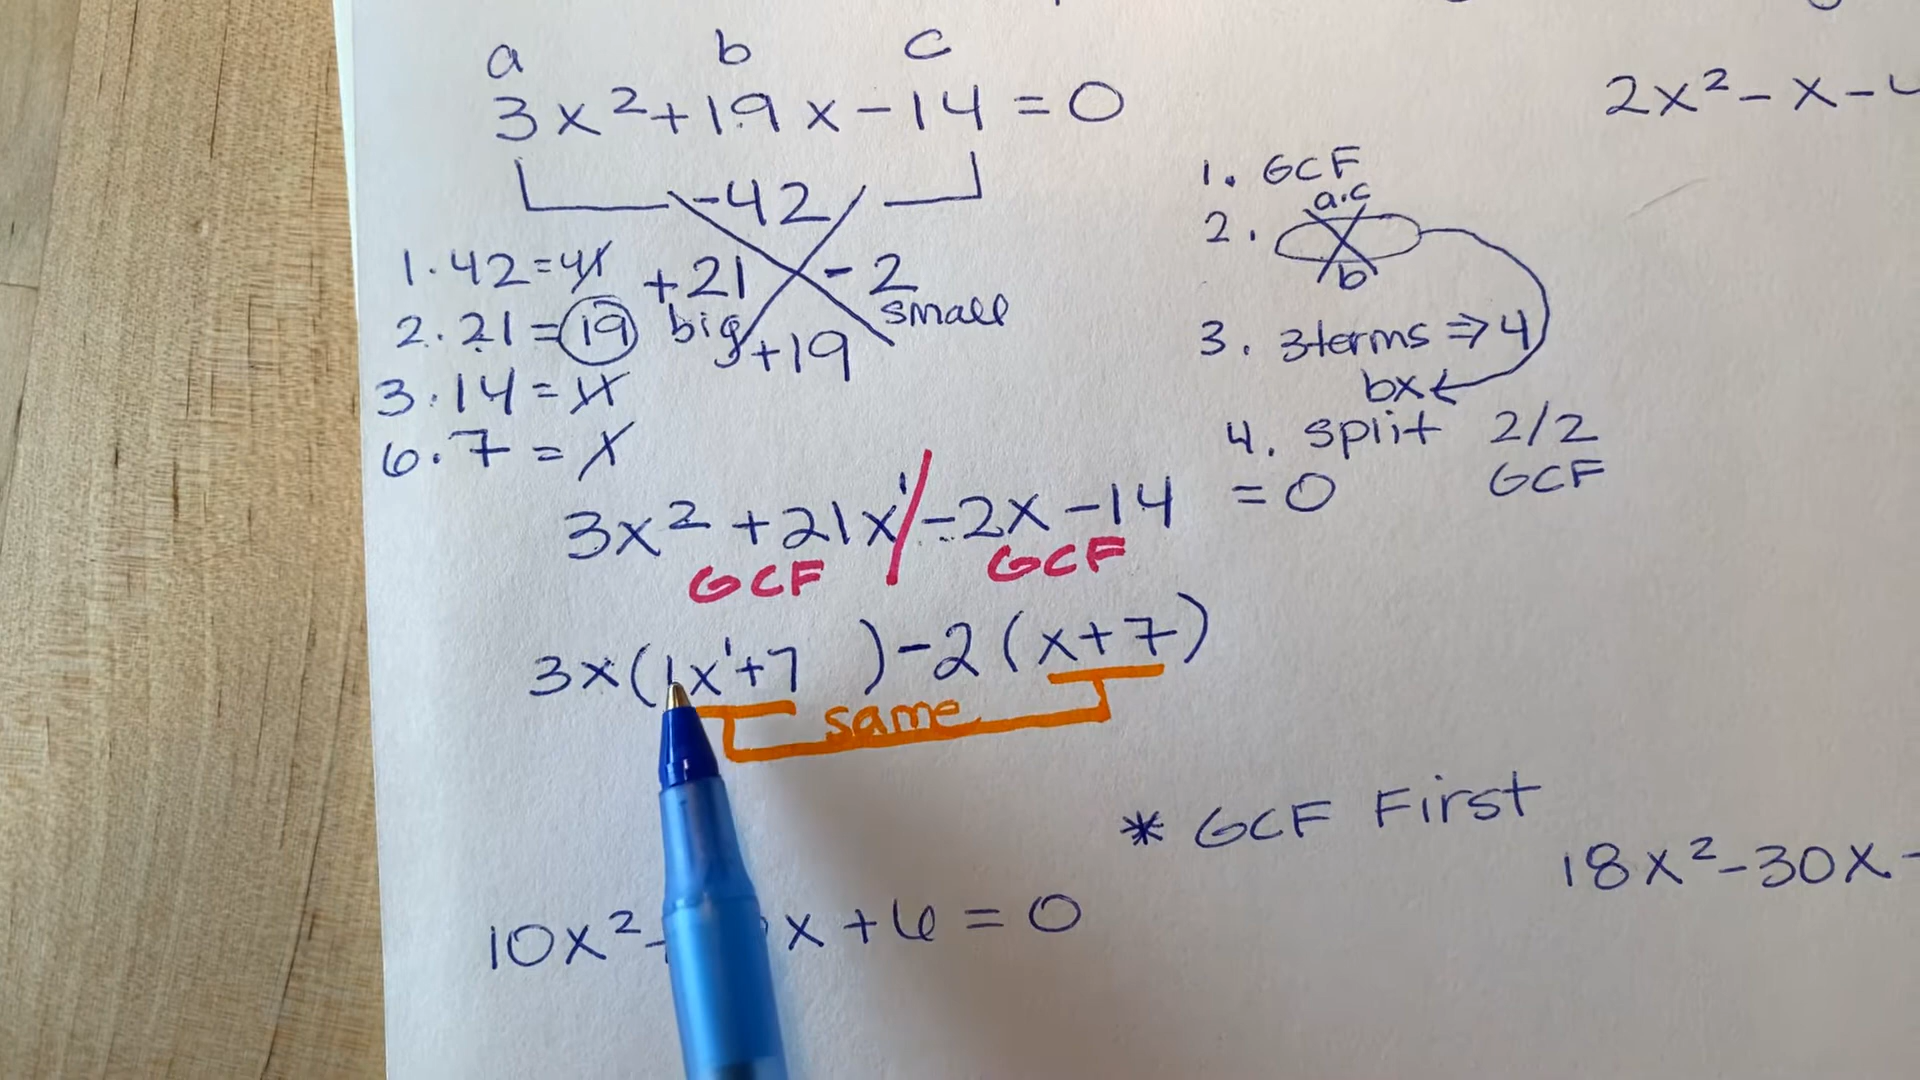 a b c
3x²+19x-14=0
-42
1.42=41
2.21=19
3.14=11
6.7=1
+21 -2
big small
+19
3x²+21x'-2x-14 =0
GCF GCF
3x(1x'+7 )-2(x+7)
same
2x²-x-
1. GCF
2. a.c
b
3. 3terms ⇒ 4
bx
4. split 2/2
GCF
* GCF First
10x² x+6=0
18x²-30x-